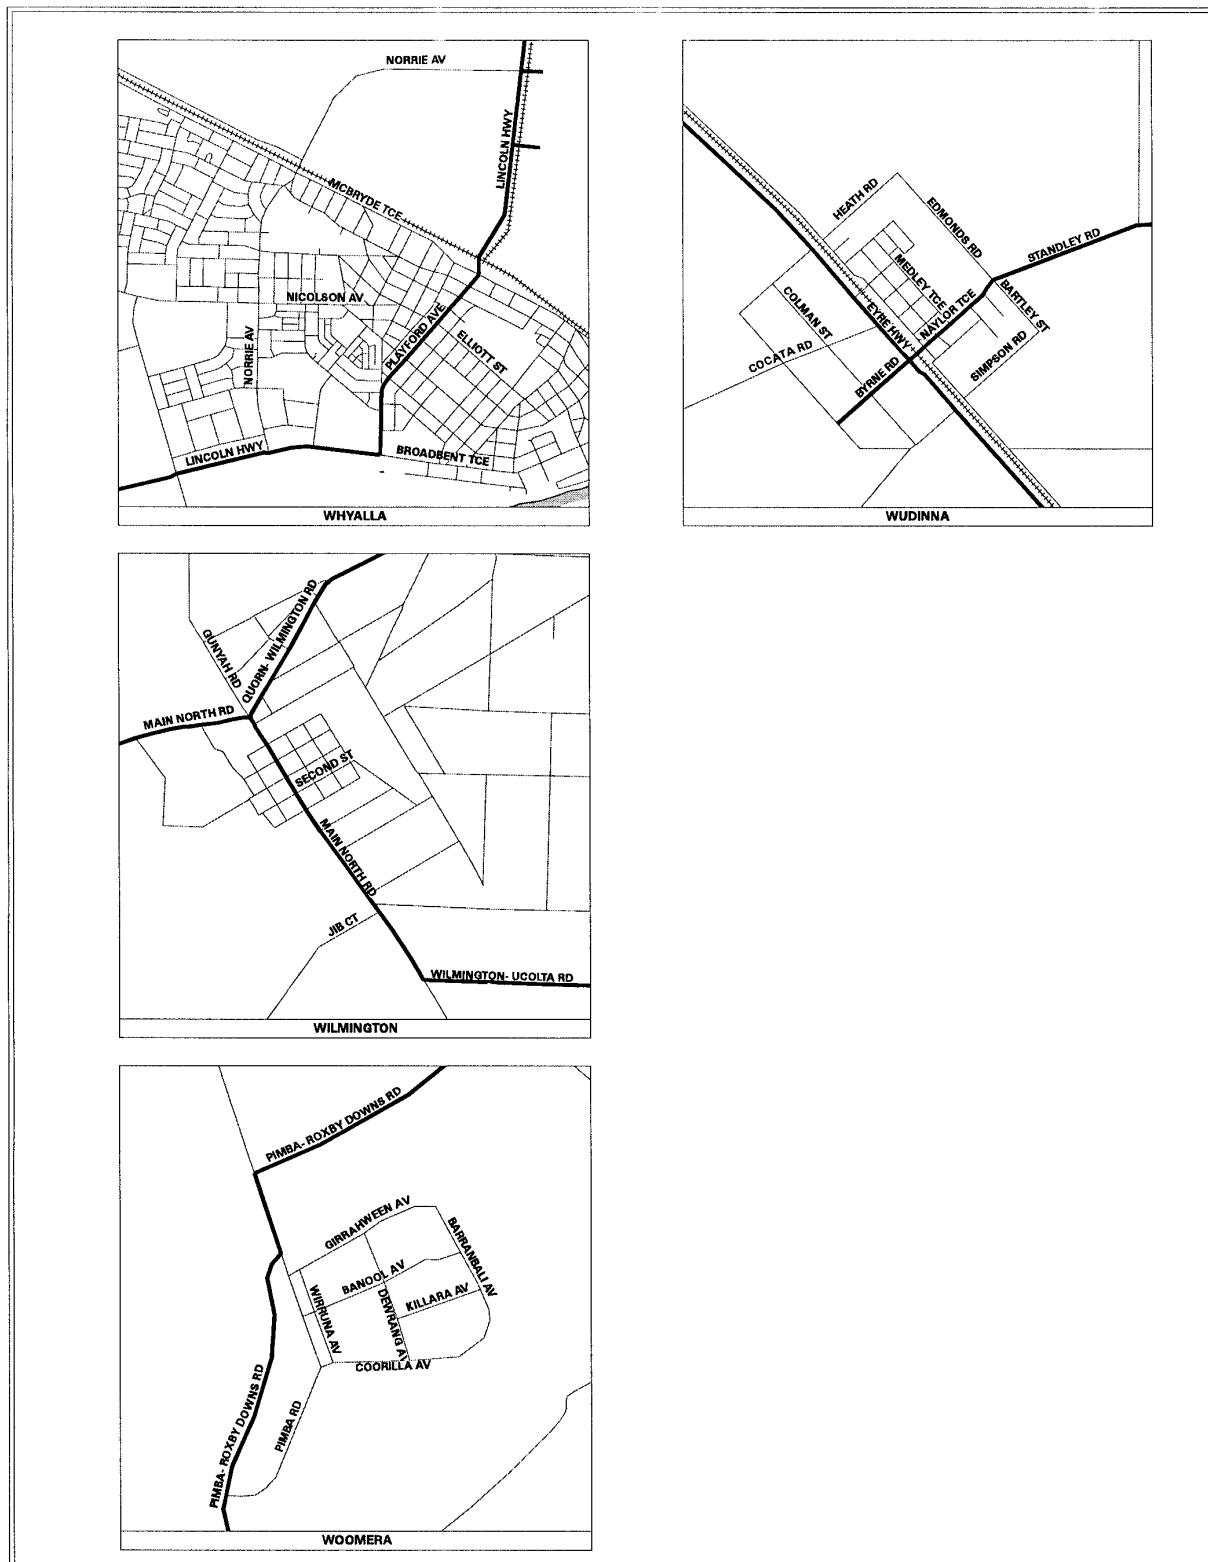 NORRIE AV
LINCOLN HWY
MCBRYDE TCE
NICOLSON AV
NORRIE AV
PLAYFORD AVE
ELLIOTT ST
LINCOLN HWY
BROADBENT TCE
WHYALLA
HEATH RD
EDMONDS RD
STANDLEY RD
MEDLEY TCE
COLMAN ST
EYRE HWY
NAYLOR TCE
BARTLEY ST
COCATA RD
BYRNE RD
SIMPSON RD
WUDINNA
GUNYAH RD
QUORN- WILMINGTON RD
MAIN NORTH RD
SECOND ST
MAIN NORTH RD
JIB CT
WILMINGTON- UCOLTA RD
WILMINGTON
PIMBA- ROXBY DOWNS RD
GIRRAHWEEN AV
BARRANBALI AV
BANOOL AV
WIRRUNA AV
DEWRANG AV
KILLARA AV
COORILLA AV
PIMBA- ROXBY DOWNS RD
PIMBA RD
WOOMERA